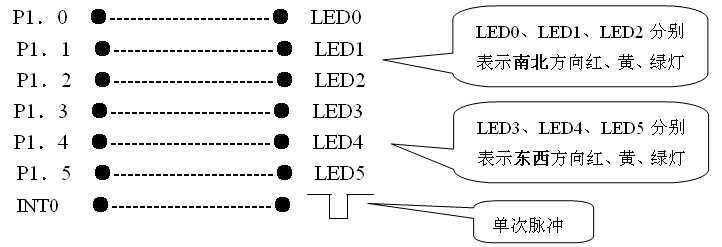 P1．0 LED0
P1．1 LED1
P1．2 LED2
P1．3 LED3
P1．4 LED4
P1．5 LED5
INT0
LED0、LED1、LED2 分别
表示南北方向红、黄、绿灯
LED3、LED4、LED5 分别
表示东西方向红、黄、绿灯
单次脉冲